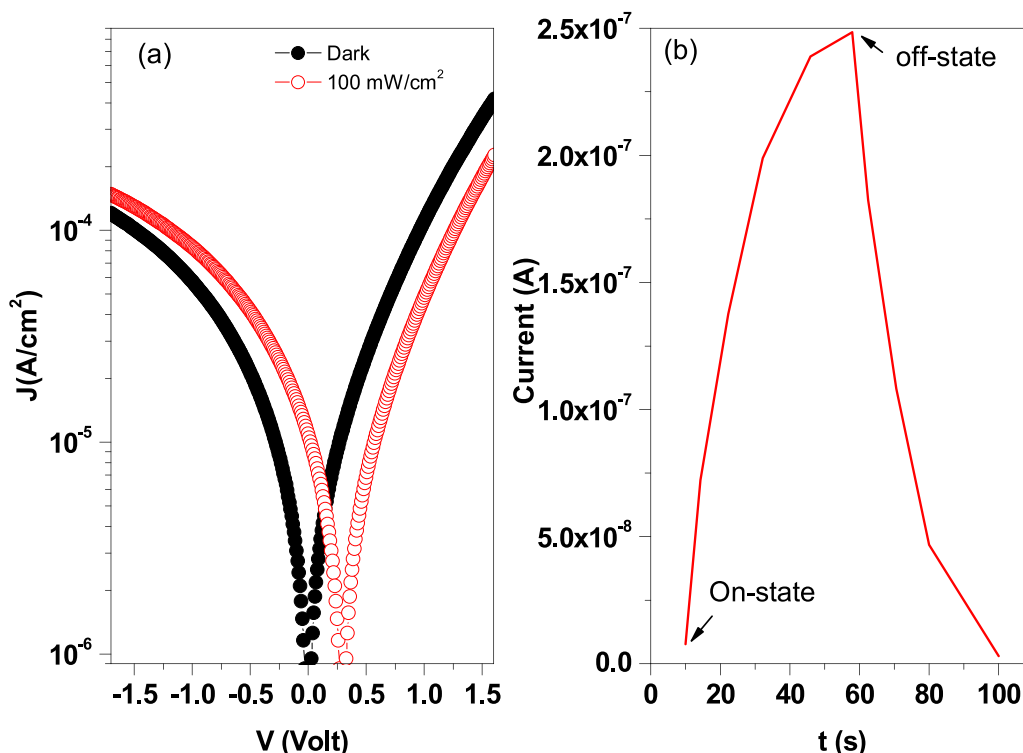 (a)
Dark
100 mW/cm²
10⁻⁴
10⁻⁵
10⁻⁶
J(A/cm²)
-1.5 -1.0 -0.5 0.0 0.5 1.0 1.5
V (Volt)
(b)
off-state
On-state
2.5x10⁻⁷
2.0x10⁻⁷
1.5x10⁻⁷
1.0x10⁻⁷
5.0x10⁻⁸
0.0
Current (A)
0 20 40 60 80 100
t (s)